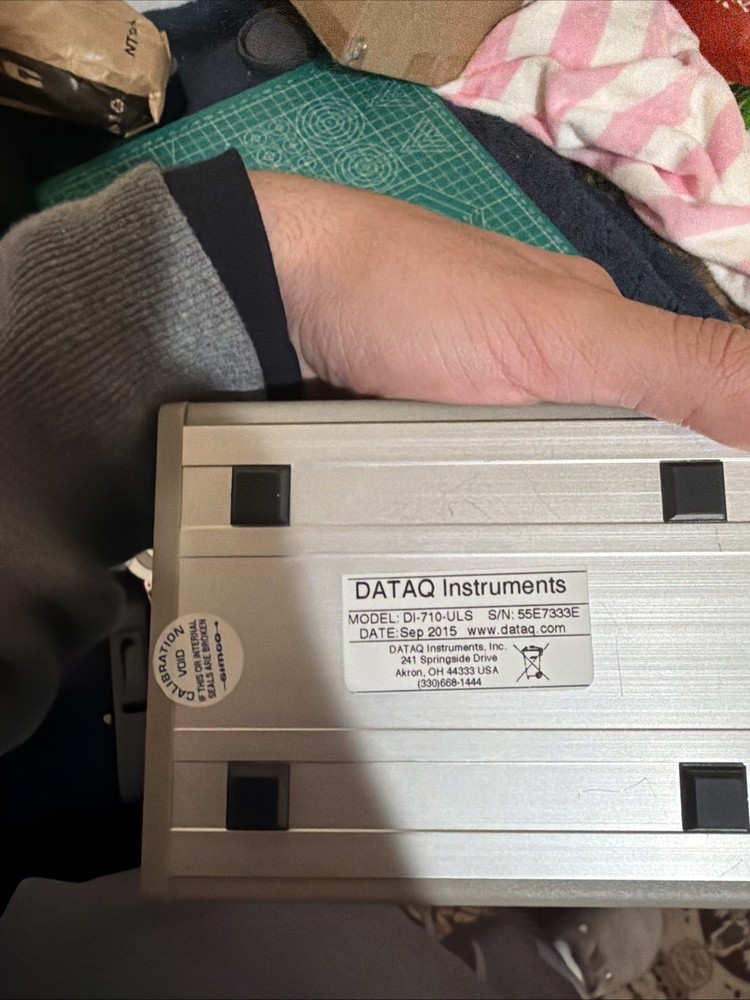 DATAQ Instruments
MODEL: DI-710-ULS S/N: 55E7333E
DATE: Sep 2015 www.dataq.com
DATAQ Instruments, Inc.
241 Springside Drive
Akron, OH 44333 USA
(330)668-1444
CALIBRATION
VOID
IF THIS OR INTERNAL
SEALS ARE BROKEN
SIMCO